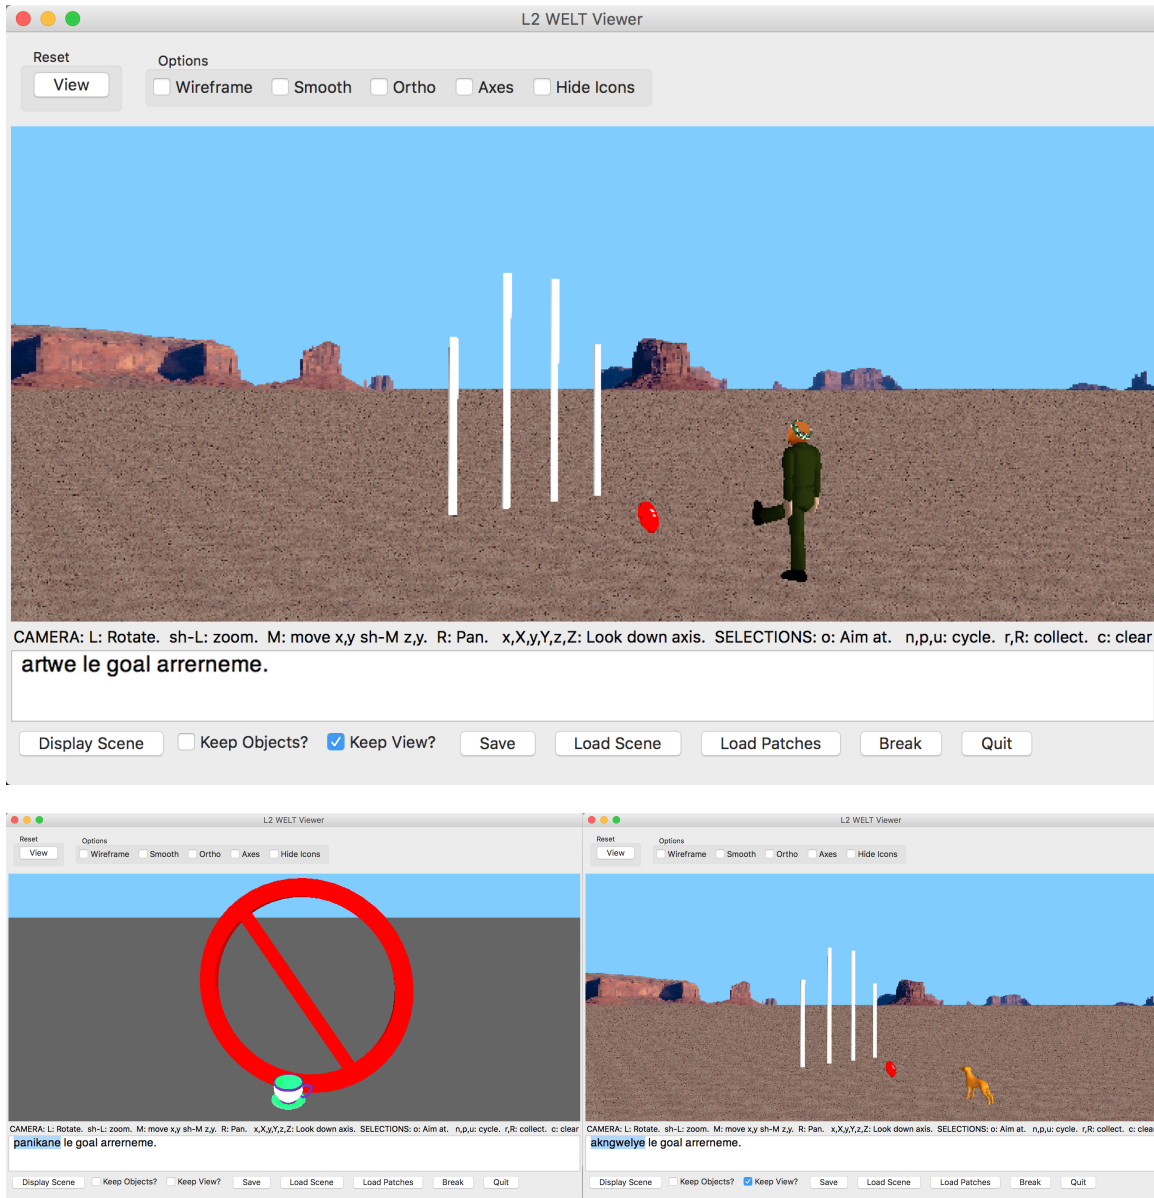 L2 WELT Viewer
Reset
Options
View
Wireframe Smooth Ortho Axes Hide Icons
CAMERA: L: Rotate. sh-L: zoom. M: move x,y sh-M z,y. R: Pan. x,X,y,Y,z,Z: Look down axis. SELECTIONS: o: Aim at. n,p,u: cycle. r,R: collect. c: clear
artwe le goal arrerneme.
Display Scene Keep Objects? Keep View? Save Load Scene Load Patches Break Quit
L2 WELT Viewer
Reset
Options
View
Wireframe Smooth Ortho Axes Hide Icons
CAMERA: L: Rotate. sh-L: zoom. M: move x,y sh-M z,y. R: Pan. x,X,y,Y,z,Z: Look down axis. SELECTIONS: o: Aim at. n,p,u: cycle. r,R: collect. c: clear
panikane le goal arrerneme.
Display Scene Keep Objects? Keep View? Save Load Scene Load Patches Break Quit
L2 WELT Viewer
Reset
Options
View
Wireframe Smooth Ortho Axes Hide Icons
CAMERA: L: Rotate. sh-L: zoom. M: move x,y sh-M z,y. R: Pan. x,X,y,Y,z,Z: Look down axis. SELECTIONS: o: Aim at. n,p,u: cycle. r,R: collect. c: clear
akngwelye le goal arrerneme.
Display Scene Keep Objects? Keep View? Save Load Scene Load Patches Break Quit